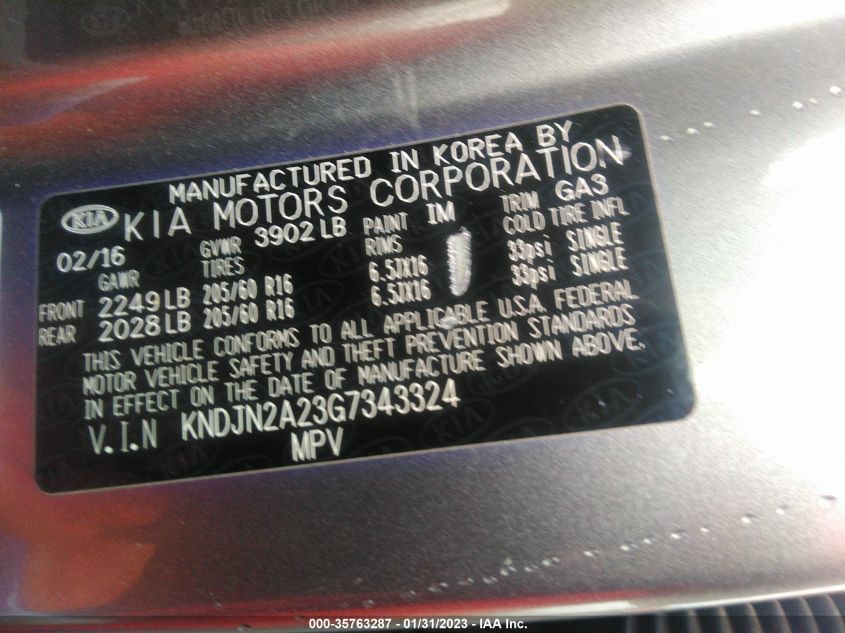 MANUFACTURED IN KOREA BY
KIA KIA MOTORS CORPORATION
02/16 GVWR 3902 LB PAINT IM TRIM GA3
GAWR TIRES RIMS COLD TIRE INFL
FRONT 2249 LB 205/60 R16 6.5JX16 33psi SINGLE
REAR 2028 LB 205/60 R16 6.5JX16 33psi SINGLE
THIS VEHICLE CONFORMS TO ALL APPLICABLE U.S.A. FEDERAL
MOTOR VEHICLE SAFETY AND THEFT PREVENTION STANDARDS
IN EFFECT ON THE DATE OF MANUFACTURE SHOWN ABOVE.
V.I.N KNDJN2A23G7343324
MPV
000-35763287 - 01/31/2023 - IAA Inc.